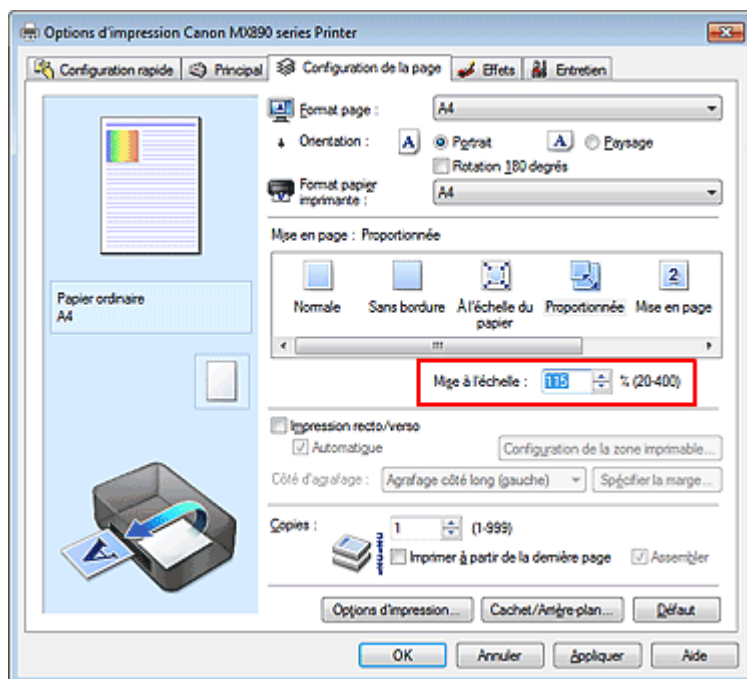 Options d'impression Canon MX890 series Printer
Configuration rapide Principal Configuration de la page Effets Entretien
Format page : A4
Orientation : A Portrait A Paysage
Rotation 180 degrés
Format papier
imprimante : A4
Mise en page : Proportionnée
Normale Sans bordure À l'échelle du
papier Proportionnée Mise en page
Papier ordinaire
A4
Mise à l'échelle : 115 % (20-400)
Impression recto/verso
Automatique Configuration de la zone imprimable...
Côté d'agrafage : Agrafage côté long (gauche) Spécifier la marge...
Copies : 1 (1-999)
Imprimer à partir de la dernière page Assembler
Options d'impression... Cachet/Arrière-plan... Défaut
OK Annuler Appliquer Aide